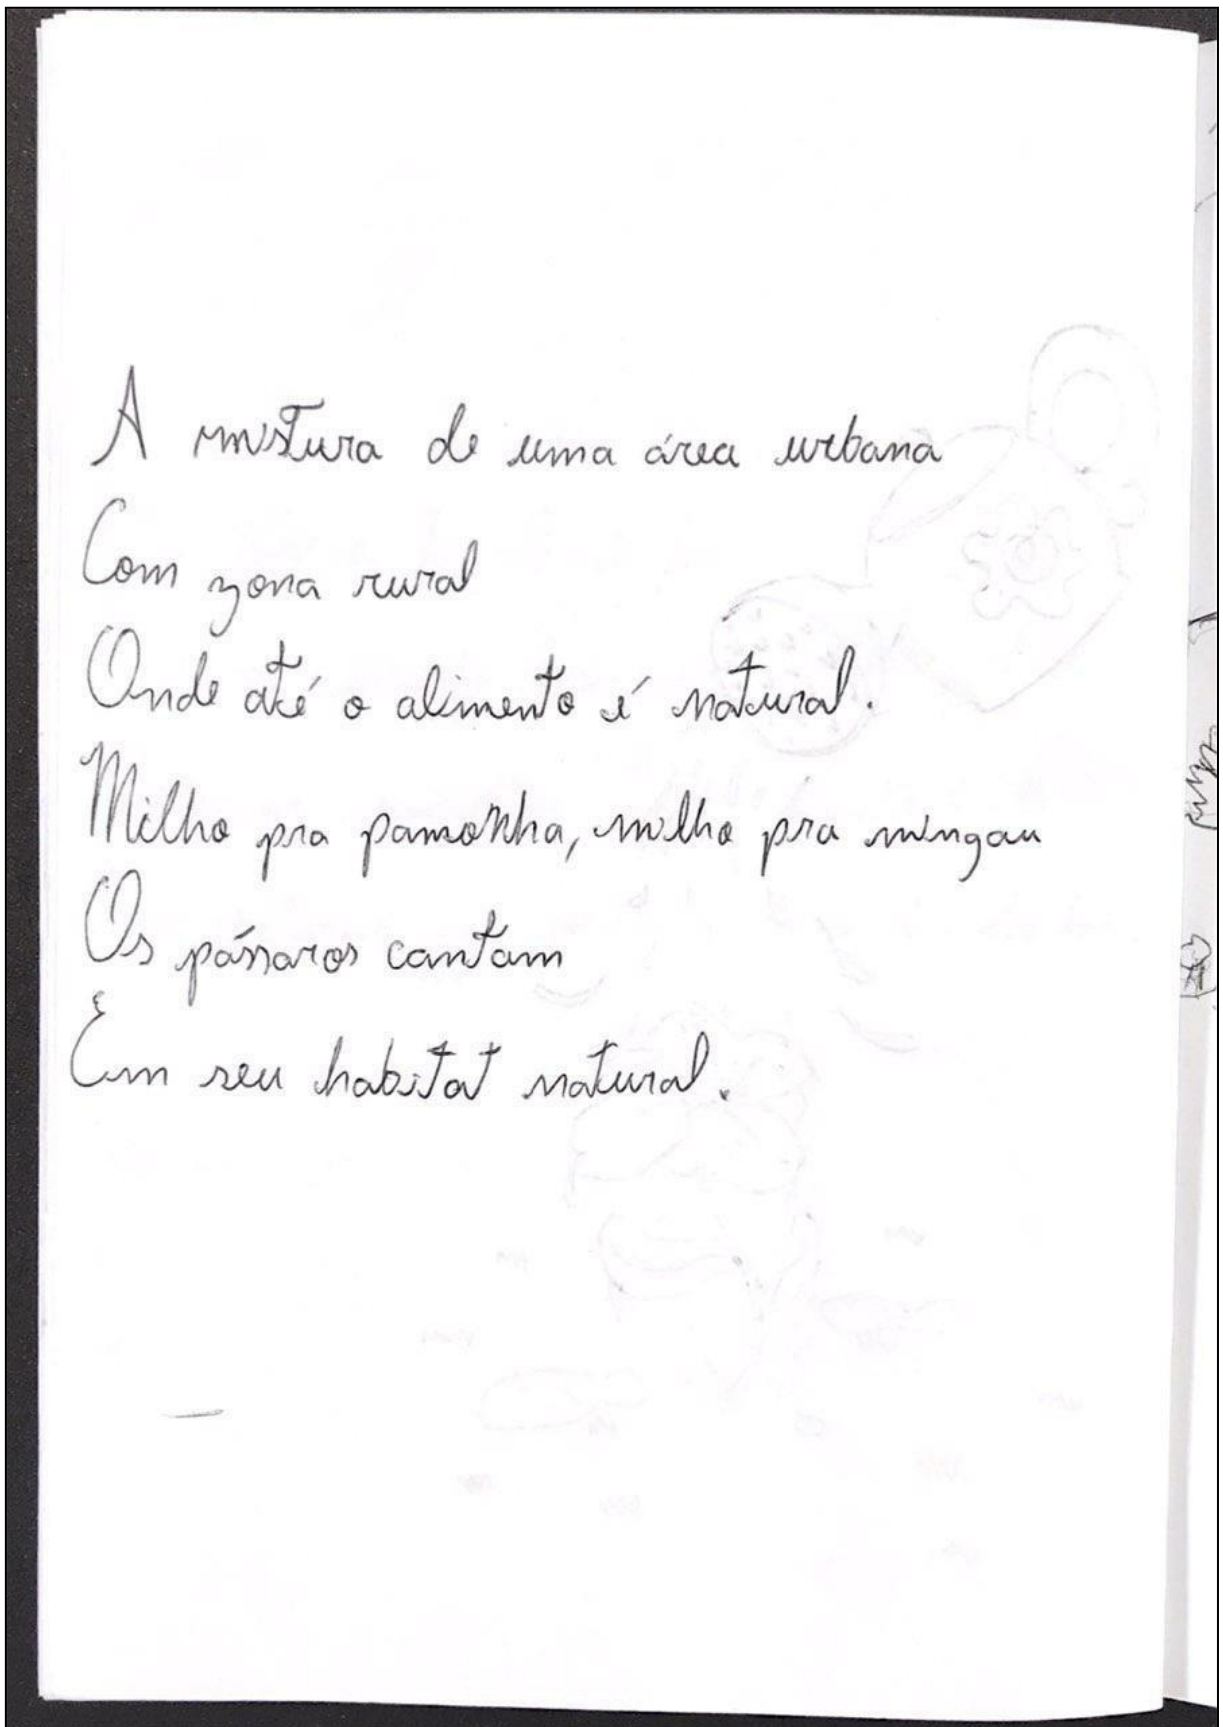 A mistura de uma área urbana
Com zona rural
Onde até o alimento é natural.
Milho pra pamonha, milho pra mingau
Os pássaros cantam
Em seu habitat natural.